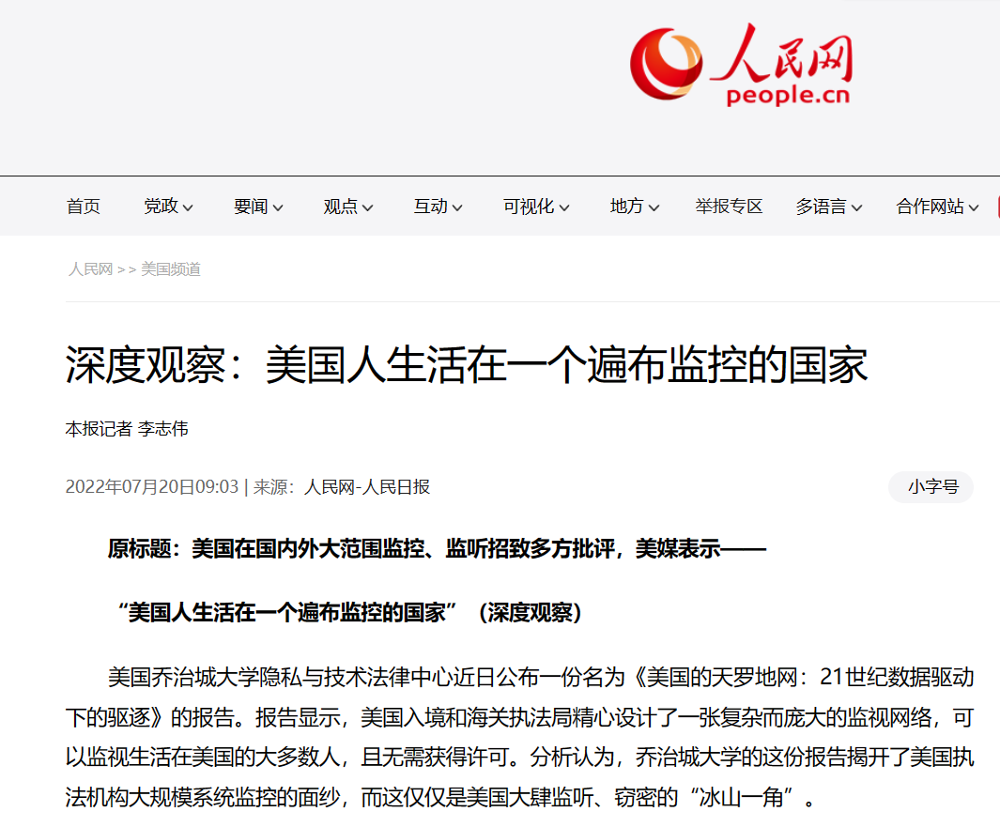 人民网
people.cn
首页 党政 要闻 观点 互动 可视化 地方 举报专区 多语言 合作网站
人民网 >> 美国频道
深度观察：美国人生活在一个遍布监控的国家
本报记者 李志伟
2022年07月20日09:03 | 来源：人民网-人民日报 小字号
原标题：美国在国内外大范围监控、监听招致多方批评，美媒表示——
“美国人生活在一个遍布监控的国家”（深度观察）
美国乔治城大学隐私与技术法律中心近日公布一份名为《美国的天罗地网：21世纪数据驱动
下的驱逐》的报告。报告显示，美国入境和海关执法局精心设计了一张复杂而庞大的监视网络，可
以监视生活在美国的大多数人，且无需获得许可。分析认为，乔治城大学的这份报告揭开了美国执
法机构大规模系统监控的面纱，而这仅仅是美国大肆监听、窃密的“冰山一角”。